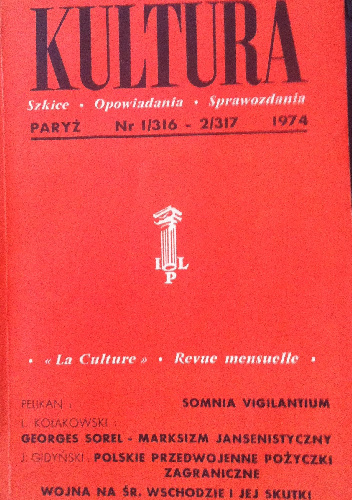 KULTURA
Szkice • Opowiadania • Sprawozdania
PARYŻ Nr 1/316 - 2/317 1974
I L
P
• « La Culture » • Revue mensuelle •
PELIKAN : SOMNIA VIGILANTIUM
L. KOŁAKOWSKI :
GEORGES SOREL - MARKSIZM JANSENISTYCZNY
J. GIDYŃSKI : POLSKIE PRZEDWOJENNE POŻYCZKI
ZAGRANICZNE
WOJNA NA ŚR. WSCHODZIE I JEJ SKUTKI